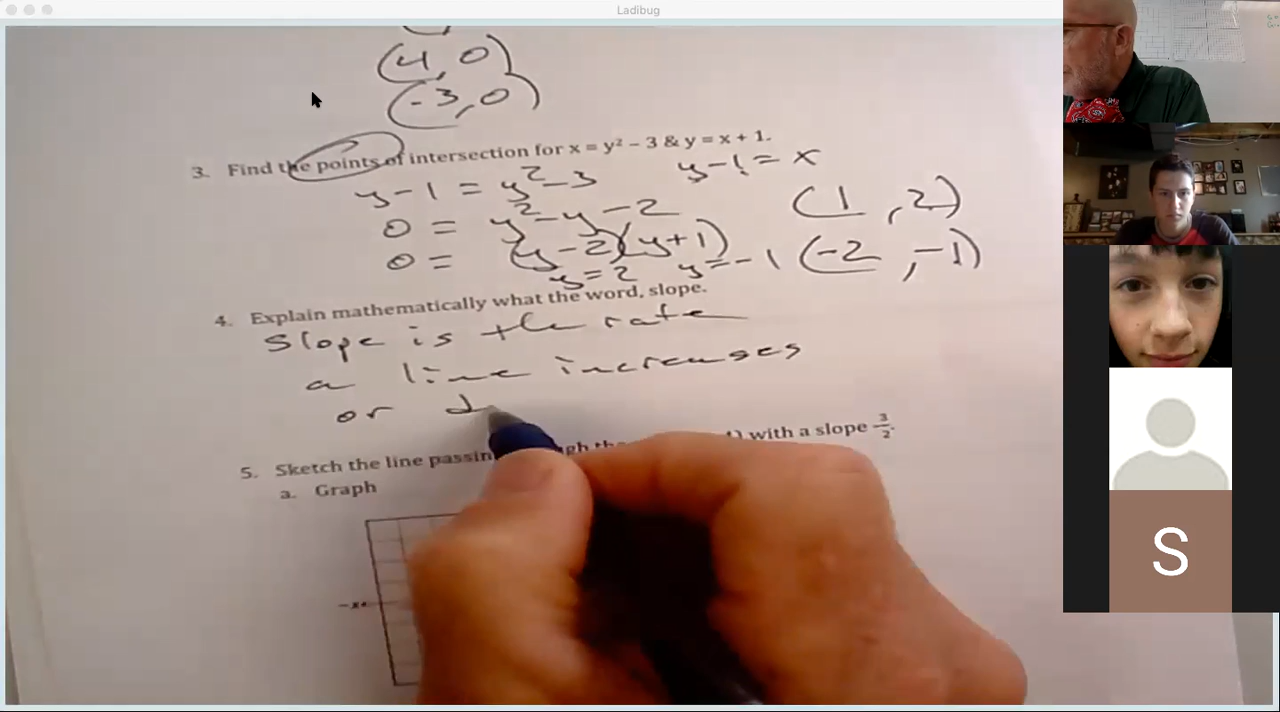 Ladibug
(4, 0)
(-3, 0)
3. Find the points of intersection for x = y² – 3 & y = x + 1.
y-1 = y²-3
y-1 = x
0 = y²-y-2
(1, 2)
0 = (y-2)(y+1)
y=2 y=-1
(-2, -1)
4. Explain mathematically what the word, slope.
Slope is the rate
a line increases
or d
5. Sketch the line passin
with a slope 3/2.
a. Graph
-x
S